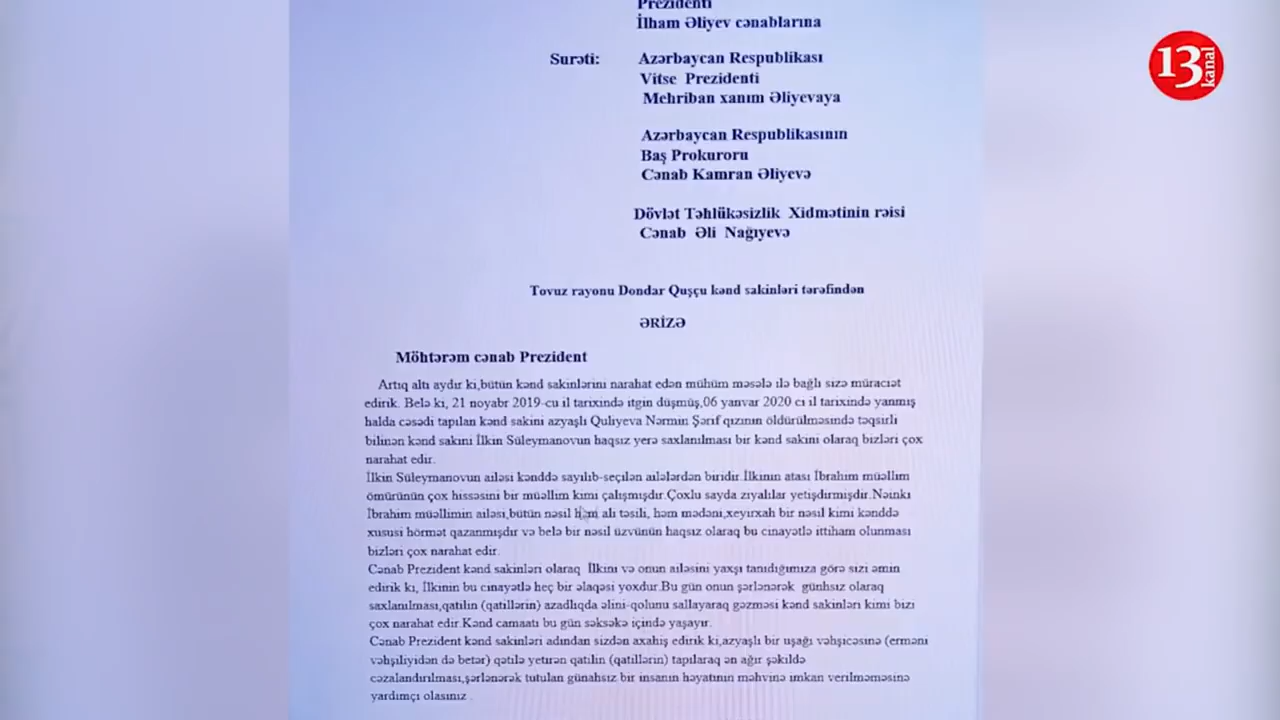 Prezidenti
İlham Əliyev cənablarına
Surəti: Azərbaycan Respublikası
Vitse Prezidenti
Mehriban xanım Əliyevaya
Azərbaycan Respublikasının
Baş Prokuroru
Cənab Kamran Əliyevə
Dövlət Təhlükəsizlik Xidmətinin rəisi
Cənab Əli Nağıyevə
Tovuz rayonu Dondar Quşçu kənd sakinləri tərəfindən
ƏRİZƏ
Möhtərəm cənab Prezident
Artıq altı aydır ki,bütün kənd sakinlərini narahat edən mühüm məsələ ilə bağlı sizə müraciət
edirik. Belə ki, 21 noyabr 2019-cu il tarixində itgin düşmüş,06 yanvar 2020 ci il tarixində yanmış
halda cəsədi tapılan kənd sakini azyaşlı Quliyeva Nərmin Şərif qızının öldürülməsində təqsirli
bilinən kənd sakini İlkin Süleymanovun haqsız yerə saxlanılması bir kənd sakini olaraq bizləri çox
narahat edir.
İlkin Süleymanovun ailəsi kənddə sayılıb-seçilən ailələrdən biridir.İlkinin atası İbrahim müəllim
ömürünün çox hissəsini bir müəllim kimi çalışmışdır.Çoxlu sayda ziyalılar yetişdirmişdir.Nəinki
İbrahim müəllimin ailəsi,bütün nəsil həm ali təsili, həm mədəni,xeyirxah bir nəsil kimi kənddə
xususi hörmət qazanmışdır və belə bir nəsil üzvünün haqsız olaraq bu cinayətlə ittiham olunması
bizləri çox narahat edir.
Cənab Prezident kənd sakinləri olaraq İlkini və onun ailəsini yaxşı tanıdığımıza görə sizi əmin
edirik ki, İlkinin bu cinayətlə heç bir əlaqəsi yoxdur.Bu gün onun şərlənərək günhsız olaraq
saxlanılması,qatilin (qatillərin) azadlıqda əlini-qolunu sallayaraq gəzməsi kənd sakinləri kimi bizi
çox narahat edir.Kənd camaatı bu gün səksəkə içində yaşayır.
Cənab Prezident kənd sakinləri adından sizdən axahiş edirik ki,azyaşlı bir uşağı vəhşicəsinə (erməni
vəhşiliyidən də betər) qətilə yetirən qatilin (qatillərin) tapılaraq ən ağır şəkildə
cəzalandırılması,şərlənərək tutulan günahsız bir insanın həyatının məhvinə imkan verilməməsinə
yardımçı olasınız .
13 kanal